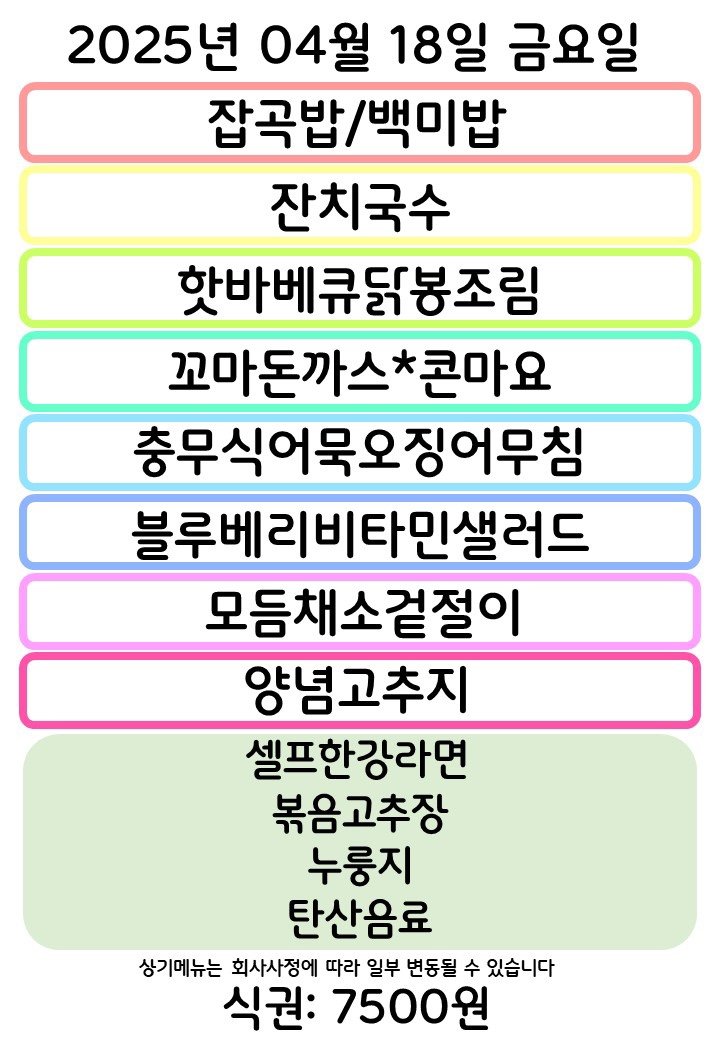 2025년 04월 18일 금요일
잡곡밥/백미밥
잔치국수
핫바베큐닭봉조림
꼬마돈까스*콘마요
충무식어묵오징어무침
블루베리비타민샐러드
모듬채소겉절이
양념고추지
셀프한강라면
볶음고추장
누룽지
탄산음료
상기메뉴는 회사사정에 따라 일부 변동될 수 있습니다
식권: 7500원